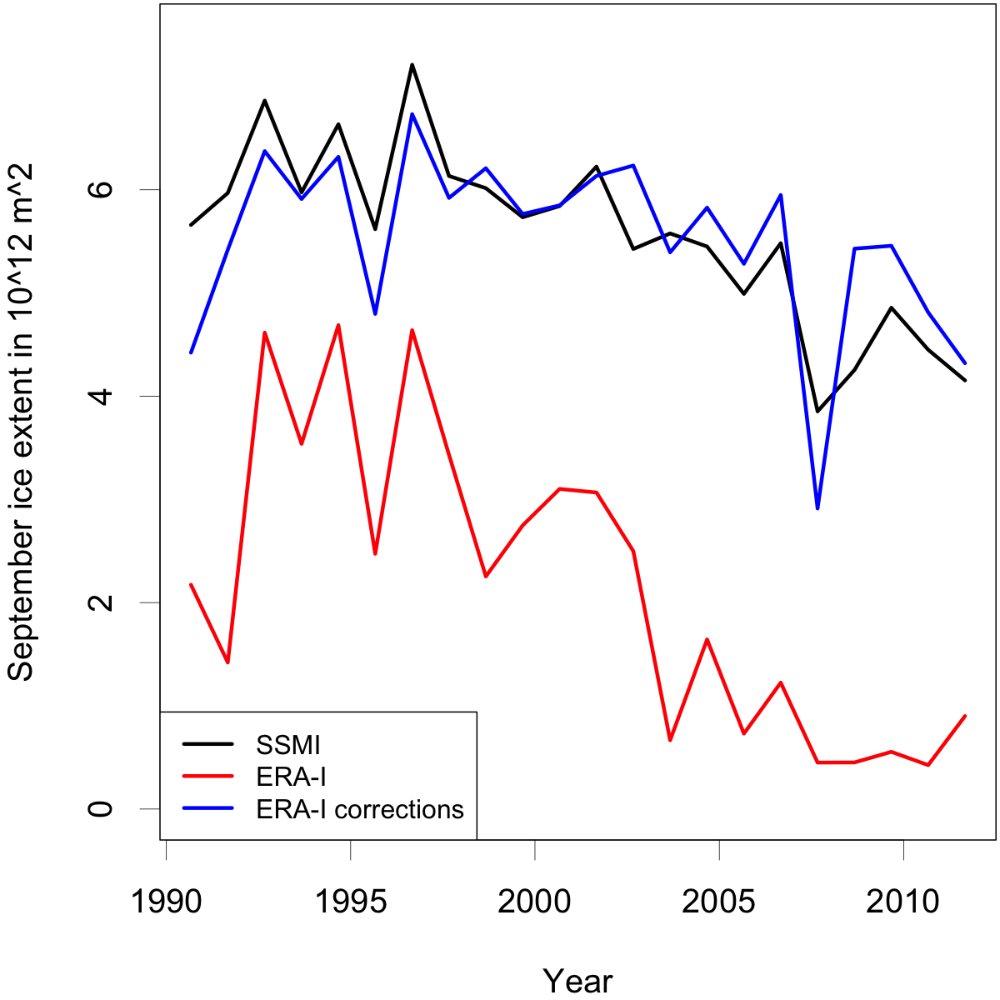 September ice extent in 10^12 m^2
6
4
2
0
SSMI
ERA-I
ERA-I corrections
1990 1995 2000 2005 2010
Year